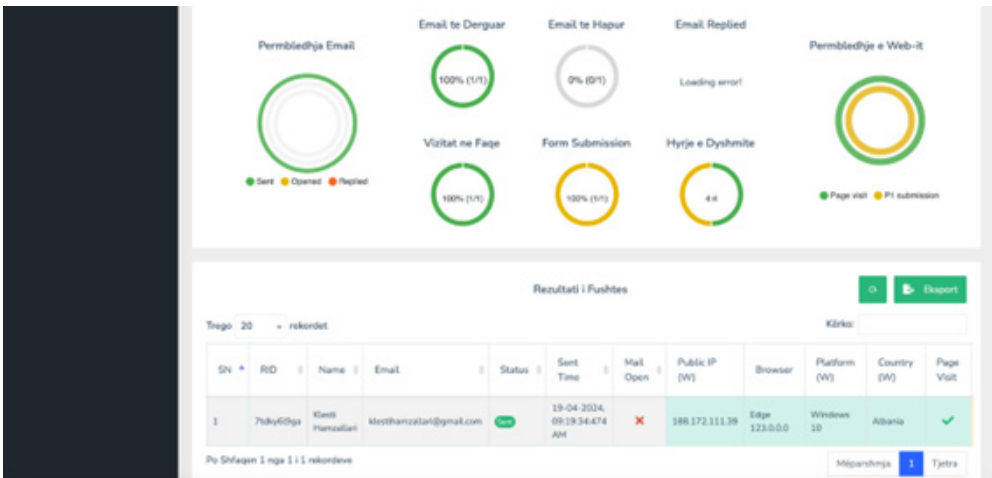 Email te Derguar Email te Hapur Email Replied
Permbledhja Email Permbledhje e Web-it
100% (1/1) 0% (0/1) Loading error!
Vizitat ne Faqe Form Submission Hyrje e Dyshmite
Sent Opened Replied Page visit P1 submission
100% (1/1) 100% (1/1) 4:4
Rezultati i Fushtes
Eksport
Trego 20 rekordet Kërko:
SN RID Name Email Status Sent Time Mail Open Public IP (W) Browser Platform (W) Country (W) Page Visit
1 Klesti Hamzallari klestihamzallari@gmail.com Sent 19-04-2024, 09:19:34:474 AM 188.172.111.39 Edge 123.0.0.0 Windows 10 Albania
Po Shfaqen 1 nga 1 i 1 rekordeve Mëparshmja 1 Tjetra